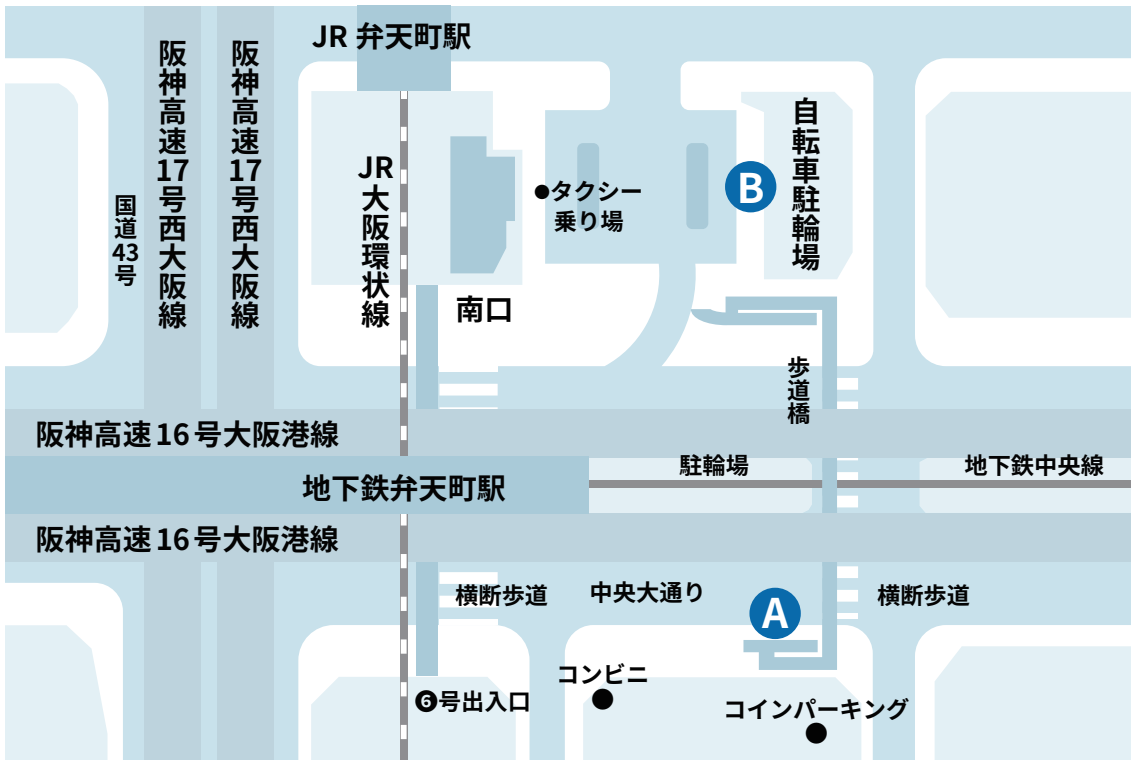 JR 弁天町駅
阪神高速17号西大阪線
阪神高速17号西大阪線
国道43号
JR大阪環状線
タクシー
乗り場
B
自転車駐輪場
南口
歩道橋
阪神高速16号大阪港線
駐輪場
地下鉄中央線
地下鉄弁天町駅
阪神高速16号大阪港線
横断歩道
中央大通り
A
横断歩道
❻号出入口
コンビニ
コインパーキング